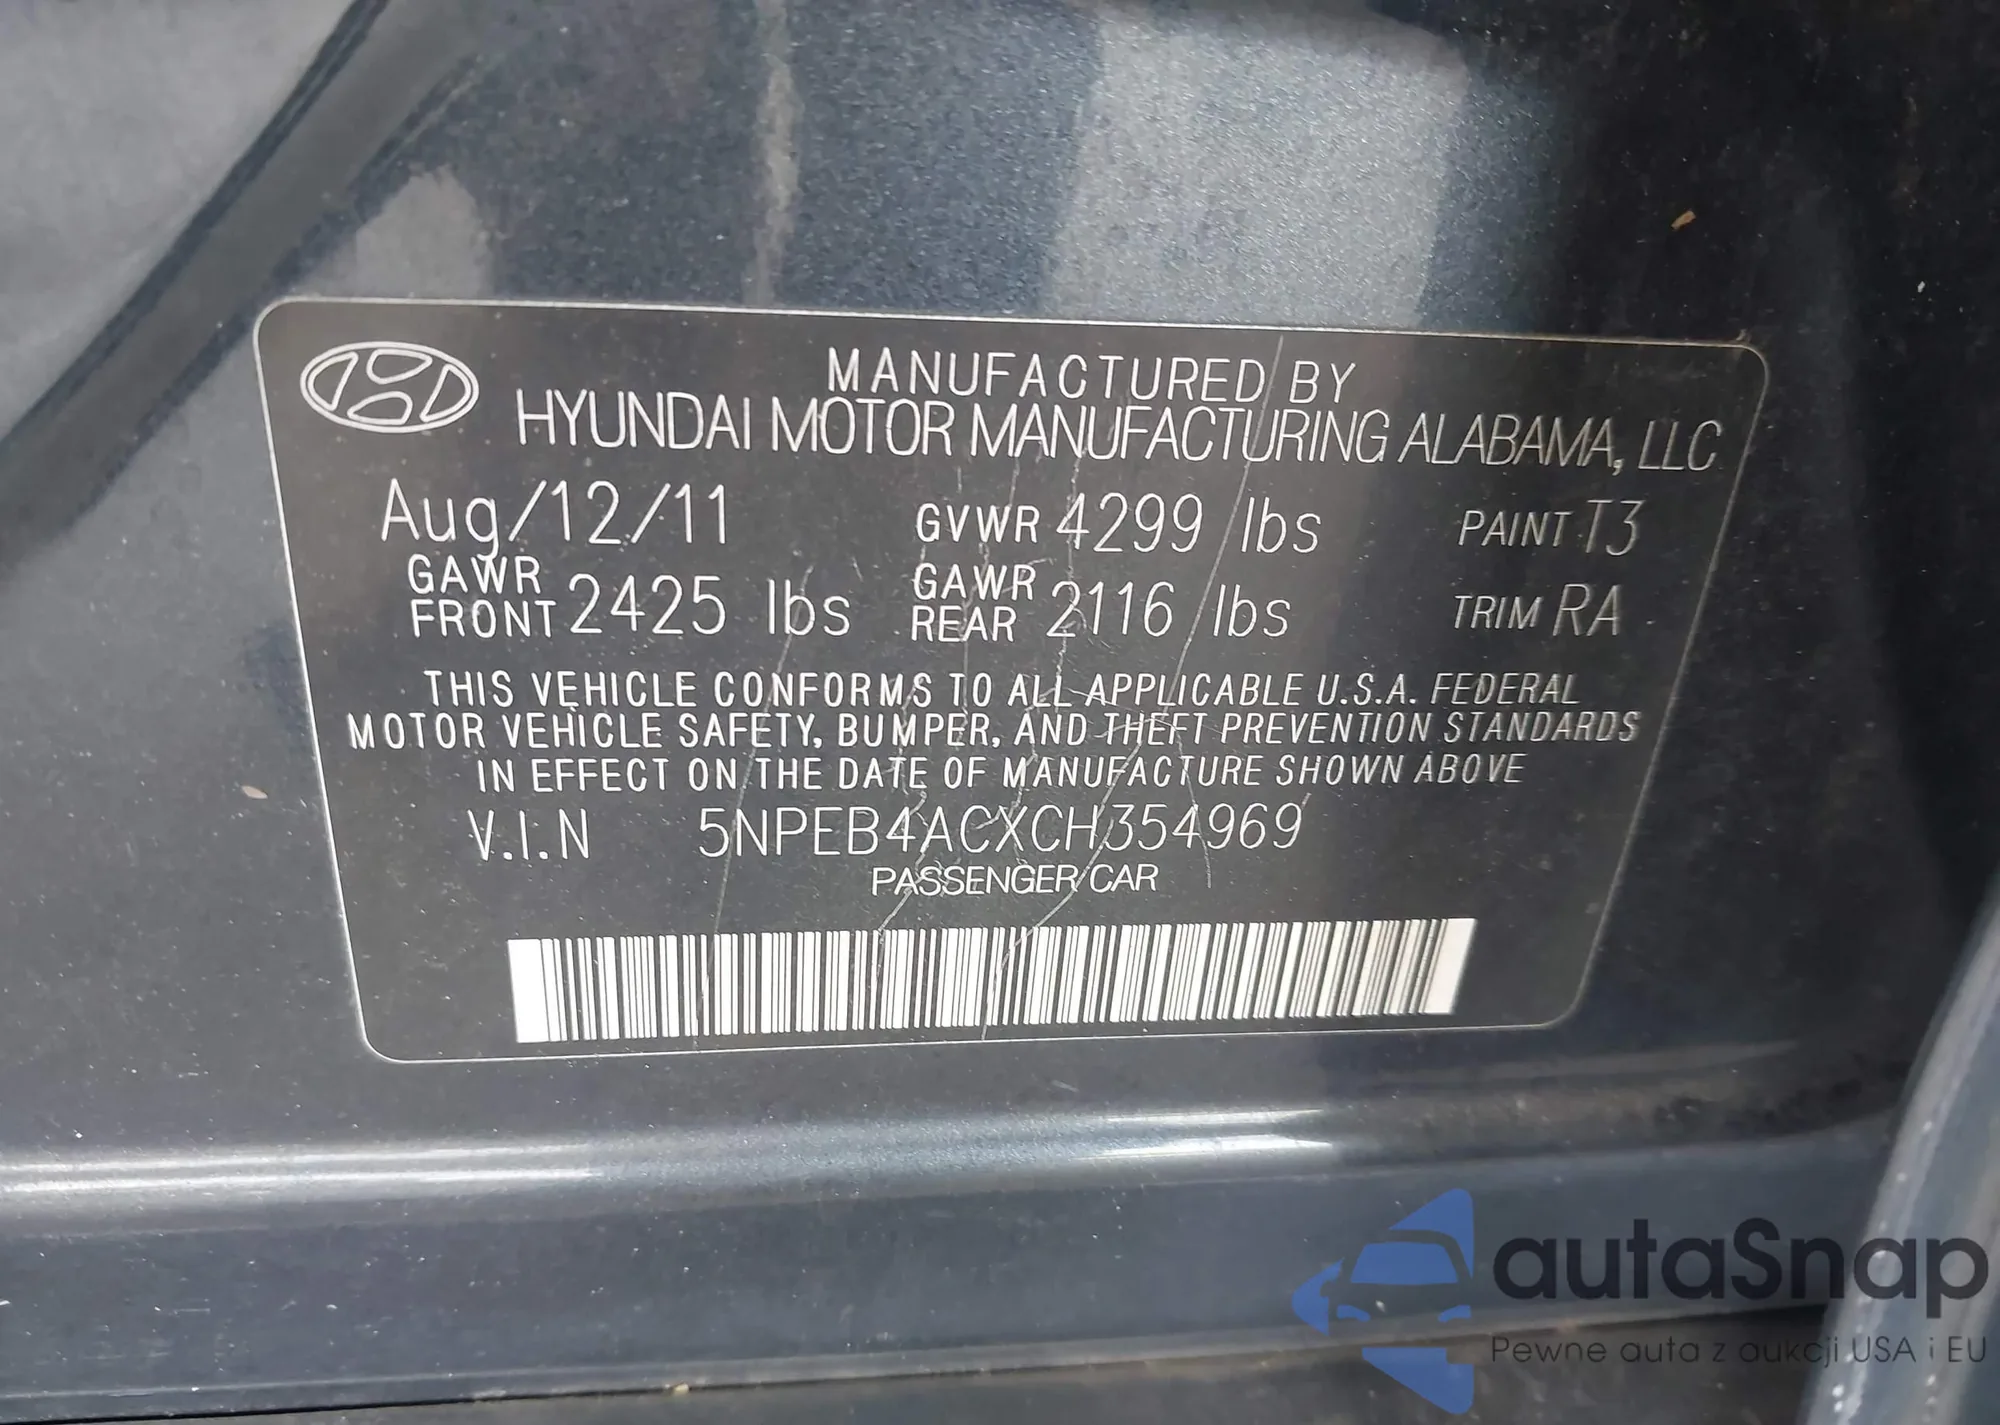 MANUFACTURED BY
HYUNDAI MOTOR MANUFACTURING ALABAMA, LLC
Aug/12/11 GVWR 4299 lbs PAINT T3
GAWR FRONT 2425 lbs GAWR REAR 2116 lbs TRIM RA
THIS VEHICLE CONFORMS TO ALL APPLICABLE U.S.A. FEDERAL
MOTOR VEHICLE SAFETY, BUMPER, AND THEFT PREVENTION STANDARDS
IN EFFECT ON THE DATE OF MANUFACTURE SHOWN ABOVE
V.I.N 5NPEB4ACXCH354969
PASSENGER CAR
autaSnap
Pewne auta z aukcji USA i EU